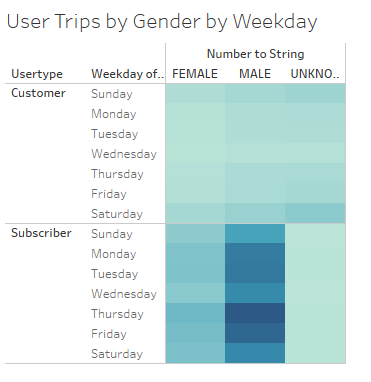 User Trips by Gender by Weekday
Number to String
Usertype Weekday of.. FEMALE MALE UNKNO..
Customer Sunday
Monday
Tuesday
Wednesday
Thursday
Friday
Saturday
Subscriber Sunday
Monday
Tuesday
Wednesday
Thursday
Friday
Saturday